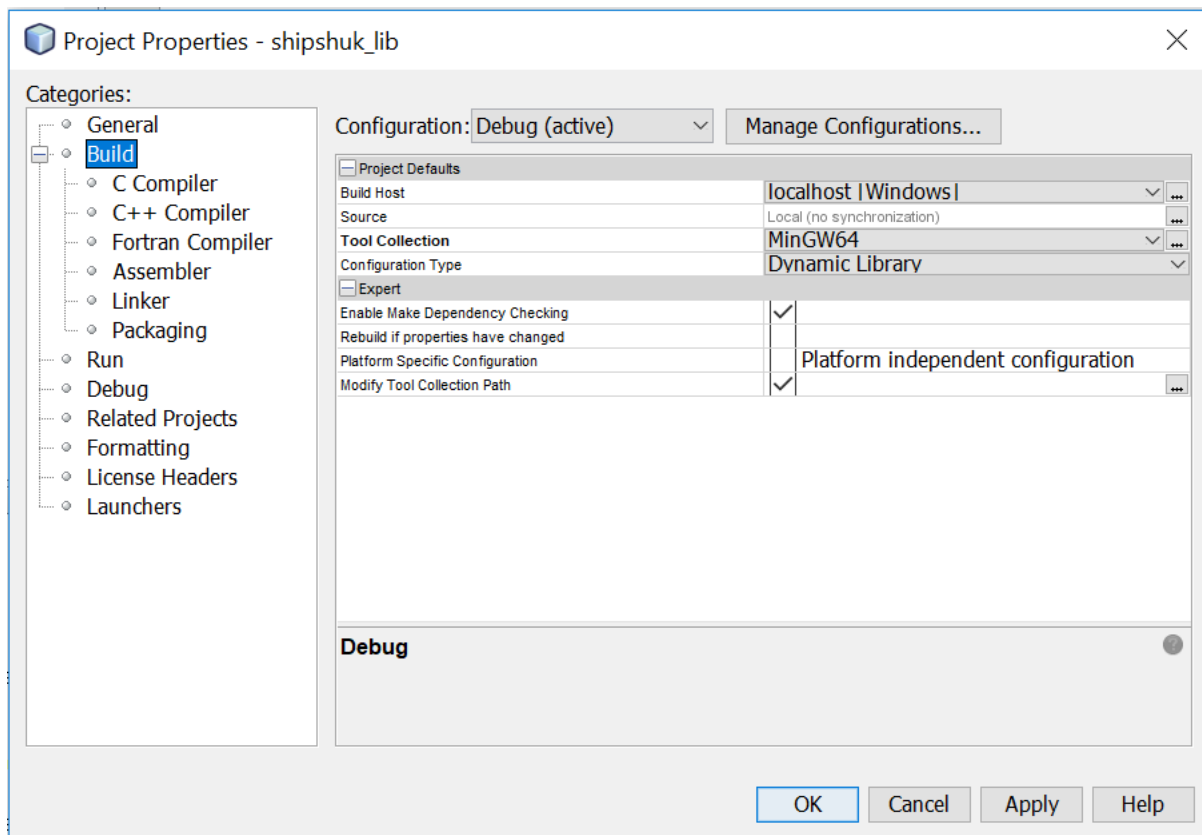 Project Properties - shipshuk_lib
Categories:
General
Build
C Compiler
C++ Compiler
Fortran Compiler
Assembler
Linker
Packaging
Run
Debug
Related Projects
Formatting
License Headers
Launchers
Configuration: Debug (active) Manage Configurations...
Project Defaults
Build Host localhost |Windows| ...
Source Local (no synchronization) ...
Tool Collection MinGW64 ...
Configuration Type Dynamic Library
Expert
Enable Make Dependency Checking
Rebuild if properties have changed
Platform Specific Configuration Platform independent configuration
Modify Tool Collection Path ...
Debug
?
OK Cancel Apply Help